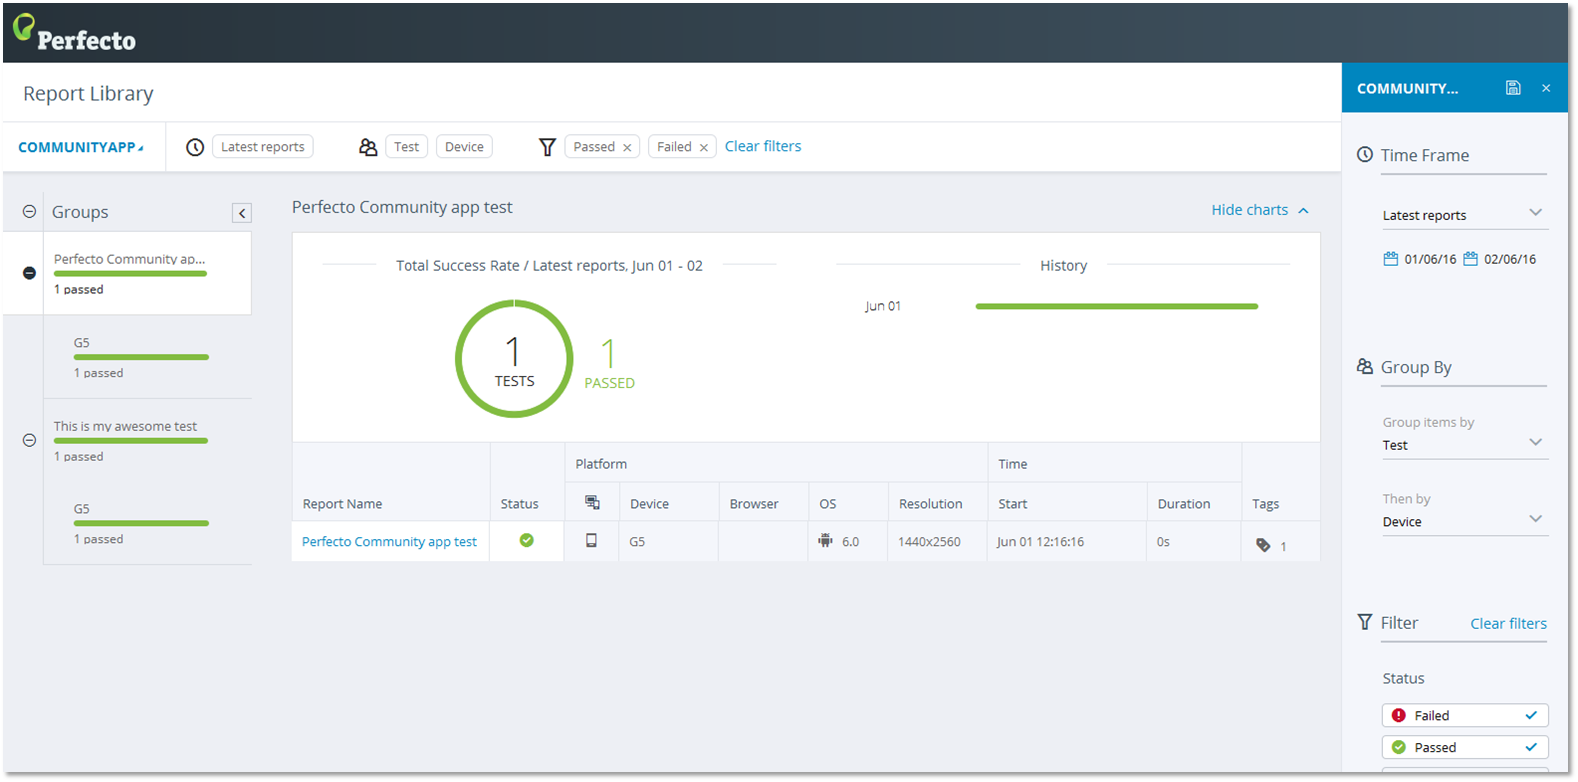 Perfecto
Report Library
COMMUNITYAPP
Latest reports
Test
Device
Passed ×
Failed ×
Clear filters
Groups
Perfecto Community ap...
1 passed
G5
1 passed
This is my awesome test
1 passed
G5
1 passed
Perfecto Community app test
Hide charts
Total Success Rate / Latest reports, Jun 01 - 02
1
TESTS
1
PASSED
History
Jun 01
Platform
Time
Report Name
Status
Device
Browser
OS
Resolution
Start
Duration
Tags
Perfecto Community app test
G5
6.0
1440x2560
Jun 01 12:16:16
0s
1
COMMUNITY...
×
Time Frame
Latest reports
01/06/16
02/06/16
Group By
Group items by
Test
Then by
Device
Filter
Clear filters
Status
Failed
Passed